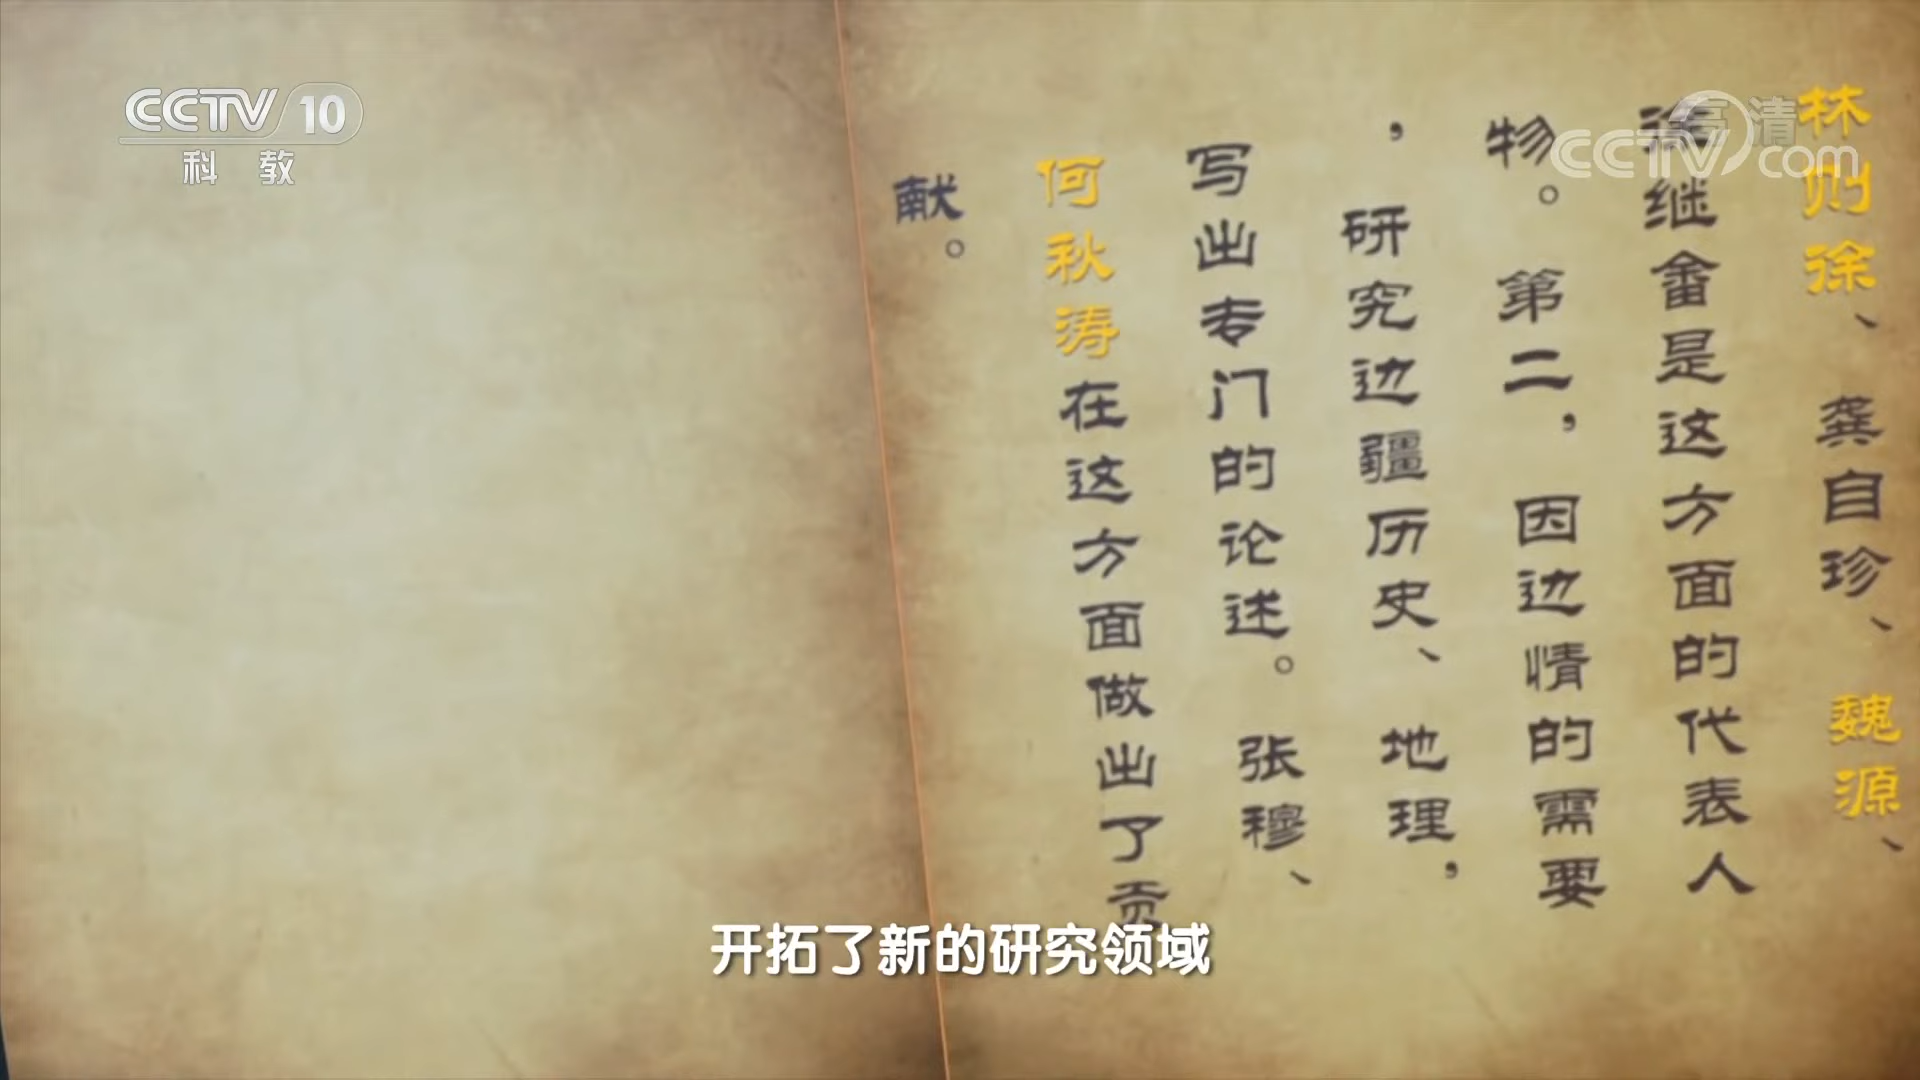 CCTV 10
科 教
高清
CCTV.com
林则徐、龚自珍、魏源、
继畬是这方面的代表人
物。第二,因边情的需要
,研究边疆历史、地理,
写出专门的论述。张穆、
何秋涛在这方面做出了贡
献。
开拓了新的研究领域